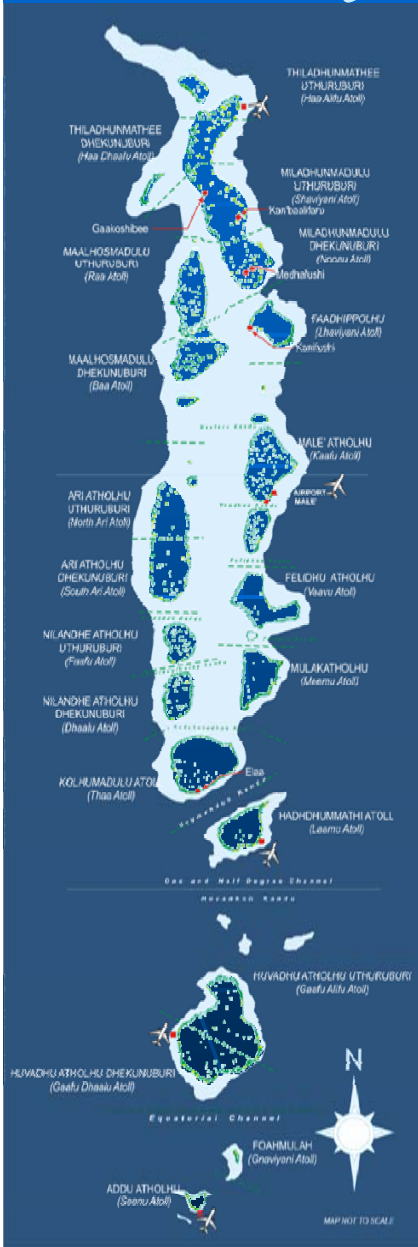 THILADHUNMATHEE
UTHURUBURI
(Haa Alifu Atoll)
THILADHUNMATHEE
DHEKUNUBURI
(Haa Dhaalu Atoll)
MILADHUNMADULU
UTHURUBURI
(Shaviyani Atoll)
Kan'baalifaru
Gaakoshibee
MILADHUNMADULU
DHEKUNUBURI
(Noonu Atoll)
Medhafushi
MAALHOSMADULU
UTHURUBURI
(Raa Atoll)
FAADHIPPOLHU
(Lhaviyani Atoll)
Kanifushi
MAALHOSMADULU
DHEKUNUBURI
(Baa Atoll)
MALE' ATHOLHU
(Kaafu Atoll)
AIRPORT
MALE'
ARI ATHOLHU
UTHURUBURI
(North Ari Atoll)
ARI ATHOLHU
DHEKUNUBURI
(South Ari Atoll)
FELIDHU ATHOLHU
(Vaavu Atoll)
NILANDHE ATHOLHU
UTHURUBURI
(Faafu Atoll)
MULAKATHOLHU
(Meemu Atoll)
NILANDHE ATHOLHU
DHEKUNUBURI
(Dhaalu Atoll)
KOLHUMADULU ATOLL
(Thaa Atoll)
Elaa
HADHDHUMMATHI ATOLL
(Laamu Atoll)
One and Half Degree Channel
Huvadhoo Kandu
HUVADHU ATHOLHU UTHURUBURI
(Gaafu Alifu Atoll)
HUVADHU ATHOLHU DHEKUNUBURI
(Gaafu Dhaalu Atoll)
Equatorial Channel
N
FOAHMULAH
(Gnaviyani Atoll)
ADDU ATHOLHU
(Seenu Atoll)
MAP NOT TO SCALE